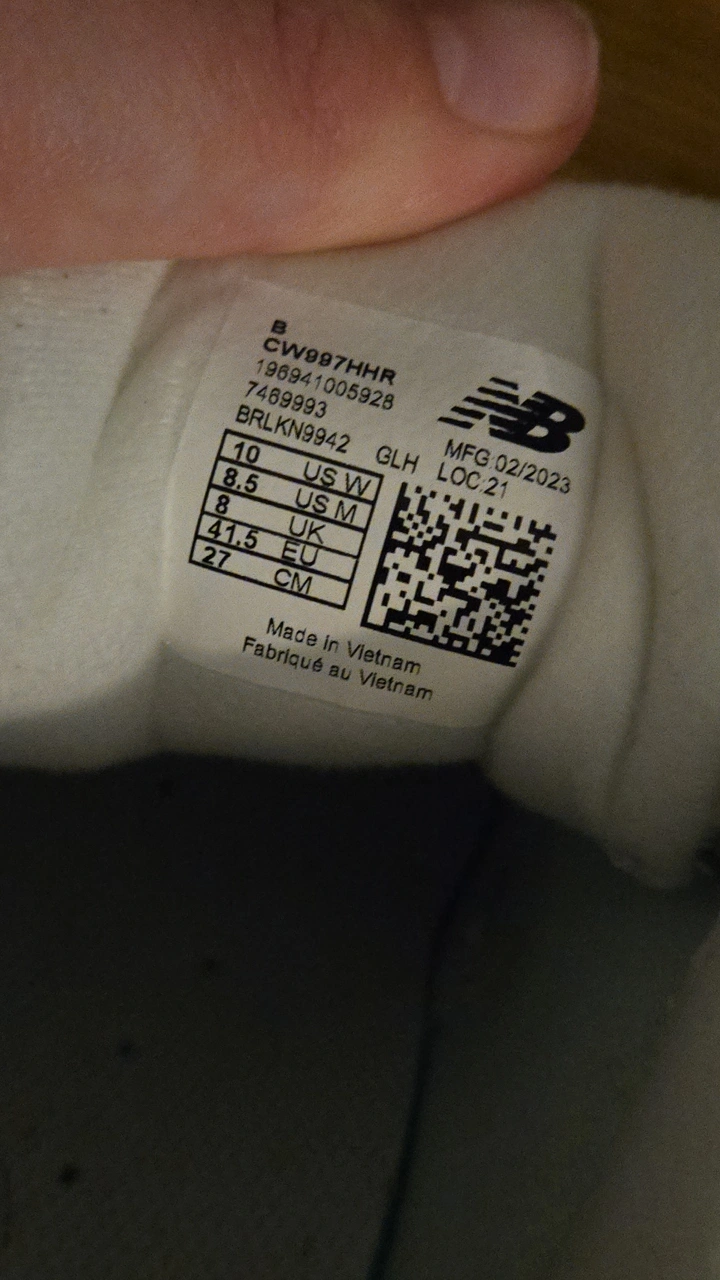 B
CW997HHR
196941005928
7469993
BRLKN9942 GLH
NB
MFG:02/2023
LOC:21
10 US W
8.5 US M
8 UK
41.5 EU
27 CM
Made in Vietnam
Fabriqué au Vietnam